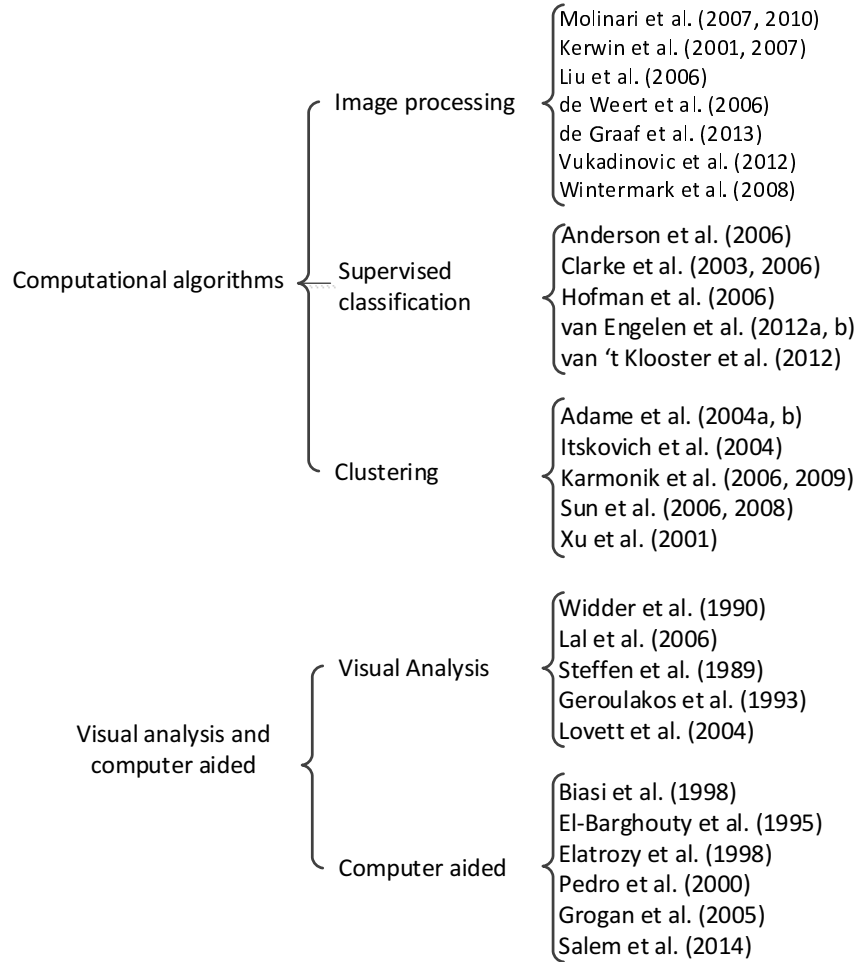 Computational algorithms
Image processing
Molinari et al. (2007, 2010)
Kerwin et al. (2001, 2007)
Liu et al. (2006)
de Weert et al. (2006)
de Graaf et al. (2013)
Vukadinovic et al. (2012)
Wintermark et al. (2008)
Supervised
classification
Anderson et al. (2006)
Clarke et al. (2003, 2006)
Hofman et al. (2006)
van Engelen et al. (2012a, b)
van ‘t Klooster et al. (2012)
Clustering
Adame et al. (2004a, b)
Itskovich et al. (2004)
Karmonik et al. (2006, 2009)
Sun et al. (2006, 2008)
Xu et al. (2001)
Visual analysis and
computer aided
Visual Analysis
Widder et al. (1990)
Lal et al. (2006)
Steffen et al. (1989)
Geroulakos et al. (1993)
Lovett et al. (2004)
Computer aided
Biasi et al. (1998)
El-Barghouty et al. (1995)
Elatrozy et al. (1998)
Pedro et al. (2000)
Grogan et al. (2005)
Salem et al. (2014)